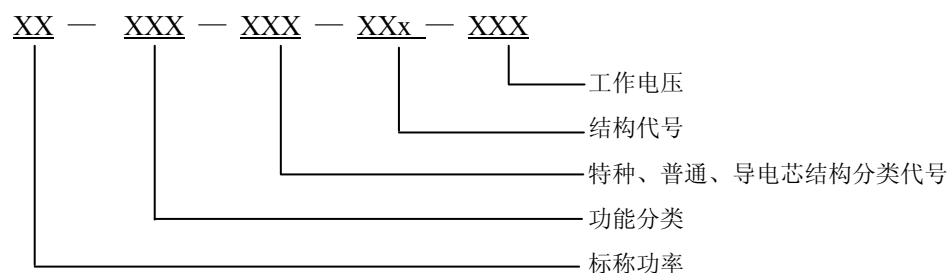 XX — XXX — XXX — XXx — XXX
工作电压
结构代号
特种、普通、导电芯结构分类代号
功能分类
标称功率